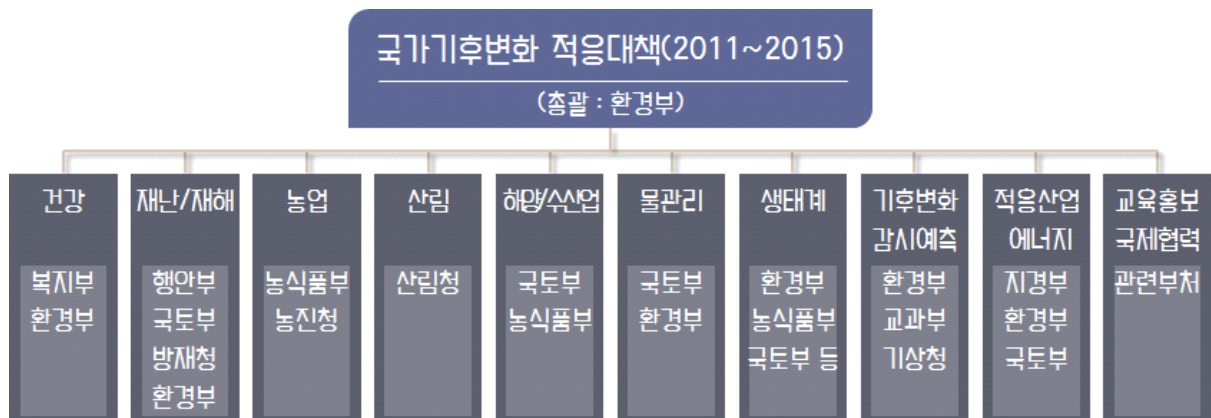 국가기후변화 적응대책(2011~2015)
(총괄 : 환경부)
건강
복지부
환경부
재난/재해
행안부
국토부
방재청
환경부
농업
농식품부
농진청
산림
산림청
해양/수산업
국토부
농식품부
물관리
국토부
환경부
생태계
환경부
농식품부
국토부 등
기후변화
감시예측
환경부
교과부
기상청
적응산업
에너지
지경부
환경부
국토부
교육홍보
국제협력
관련부처